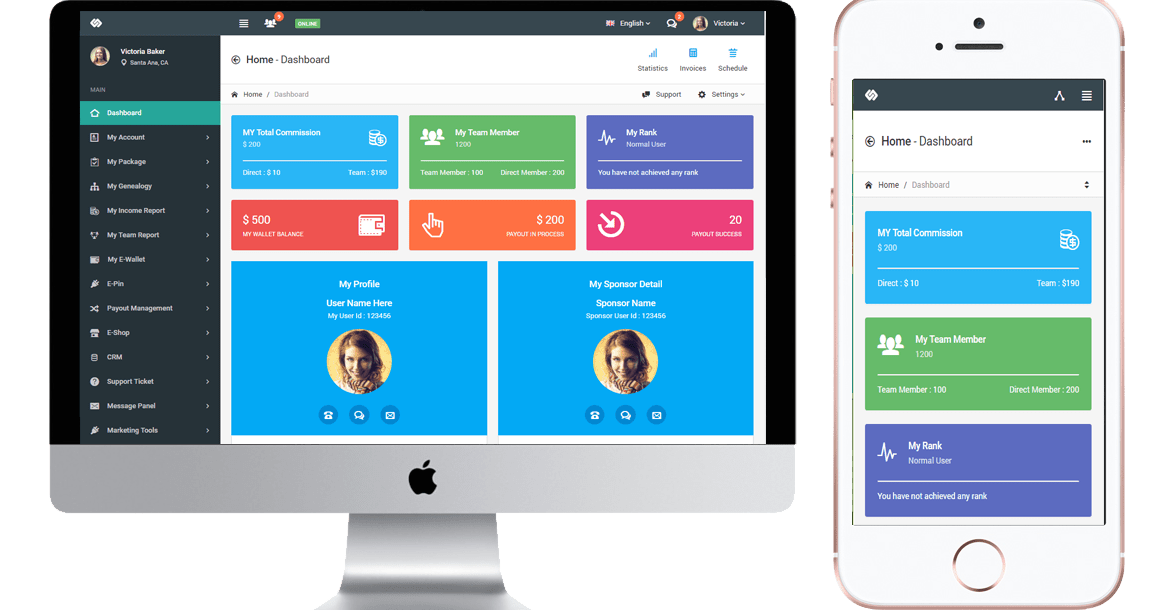 9
ONLINE
English
2
Victoria
Victoria Baker
Santa Ana, CA
MAIN
Dashboard
My Account
My Package
My Genealogy
My Income Report
My Team Report
My E-Wallet
E-Pin
Payout Management
E-Shop
CRM
Support Ticket
Message Panel
Marketing Tools
Home - Dashboard
Statistics
Invoices
Schedule
Home / Dashboard
Support
Settings
MY Total Commission
$ 200
Direct : $ 10
Team : $190
My Team Member
1200
Team Member : 100
Direct Member : 200
My Rank
Normal User
You have not achieved any rank
$ 500
MY WALLET BALANCE
$ 200
PAYOUT IN PROCESS
20
PAYOUT SUCCESS
My Profile
User Name Here
My User Id : 123456
My Sponsor Detail
Sponsor Name
Sponsor User Id : 123456
Home - Dashboard
Home / Dashboard
MY Total Commission
$ 200
Direct : $ 10
Team : $190
My Team Member
1200
Team Member : 100
Direct Member : 200
My Rank
Normal User
You have not achieved any rank